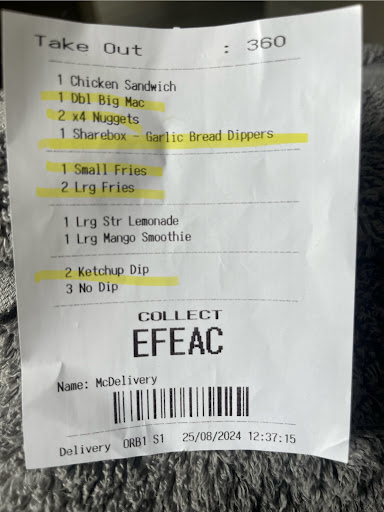 Take Out : 360
1 Chicken Sandwich
1 Dbl Big Mac
2 x4 Nuggets
1 Sharebox - Garlic Bread Dippers
1 Small Fries
2 Lrg Fries
1 Lrg Str Lemonade
1 Lrg Mango Smoothie
2 Ketchup Dip
3 No Dip
COLLECT
EFEAC
Name: McDelivery
Delivery ORB1 S1 25/08/2024 12:37:15